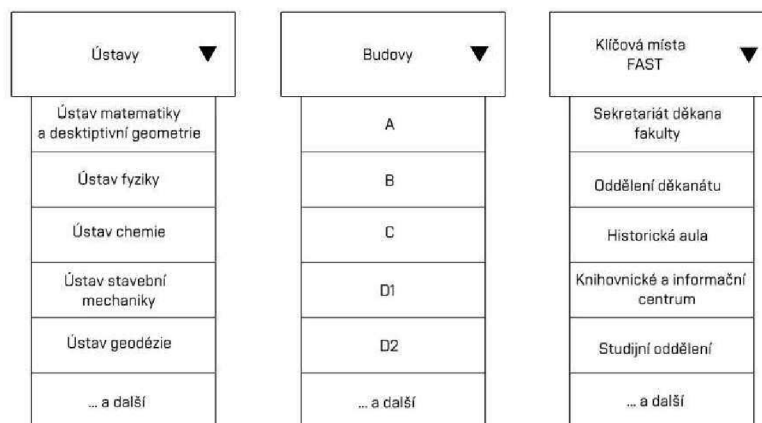 Ústavy
Ústav matematiky
a desktiptivní geometrie
Ústav fyziky
Ústav chemie
Ústav stavební
mechaniky
Ústav geodézie
... a další
Budovy
A
B
C
D1
D2
... a další
Klíčová místa
FAST
Sekretariát děkana
fakulty
Oddělení děkanátu
Historická aula
Knihovnické a informační
centrum
Studijní oddělení
... a další